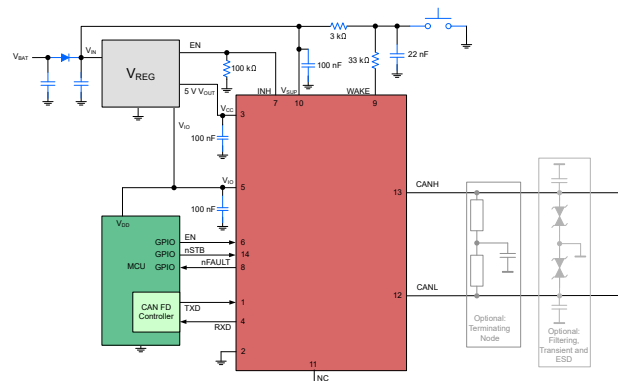 3 kΩ
VBAT
VIN
EN
VREG
100 kΩ
100 nF
33 kΩ
22 nF
5 V VOUT
INH
VSUP
WAKE
7
10
9
VCC
3
VIO
100 nF
VIO
5
100 nF
13
CANH
VDD
GPIO
EN
6
GPIO
nSTB
14
MCU
GPIO
nFAULT
8
CAN FD
Controller
TXD
1
RXD
4
12
CANL
2
11
NC
Optional:
Terminating
Node
Optional:
Filtering,
Transient and
ESD